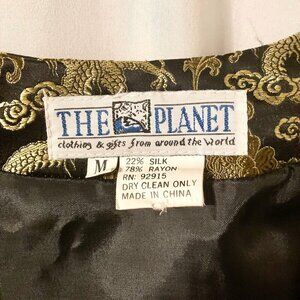 THE PLANET
clothing & gifts from around the World
M
22% SILK
78% RAYON
RN: 92915
DRY CLEAN ONLY
MADE IN CHINA